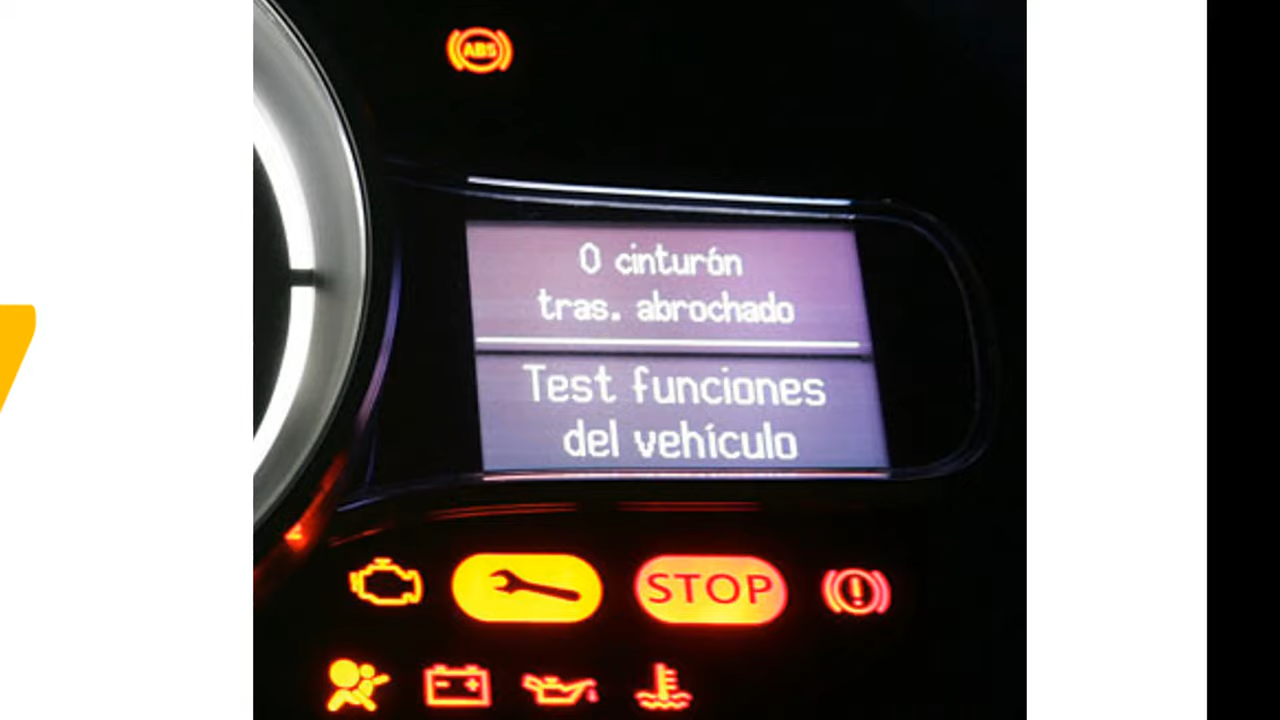 ABS
0 cinturón
tras. abrochado
Test funciones
del vehículo
STOP